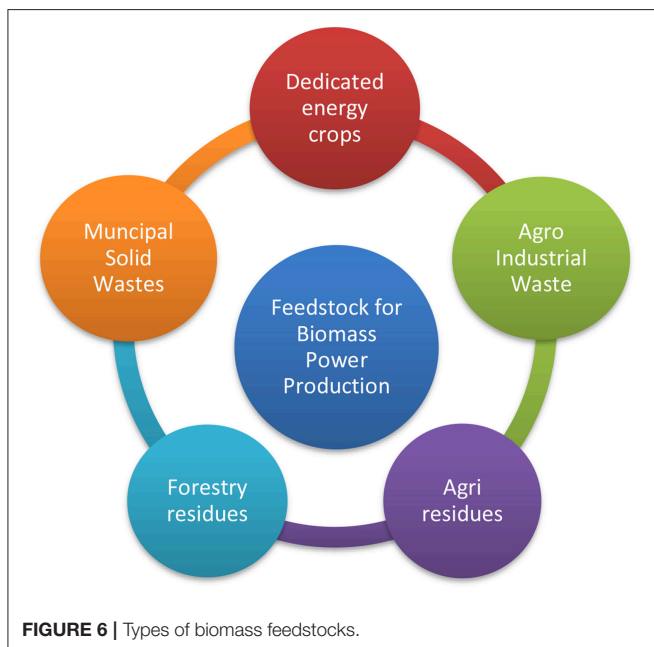 Dedicated
energy
crops
Agro
Industrial
Waste
Agri
residues
Forestry
residues
Muncipal
Solid
Wastes
Feedstock for
Biomass
Power
Production
FIGURE 6 | Types of biomass feedstocks.